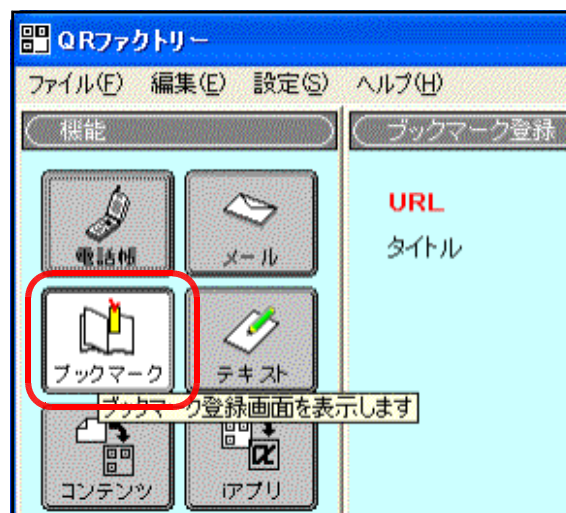 QRファクトリー
ファイル(F) 編集(E) 設定(S) ヘルプ(H)
機能
ブックマーク登録
URL
タイトル
電話帳
メール
ブックマーク
テキスト
ブックマーク登録画面を表示します
コンテンツ
iアプリ